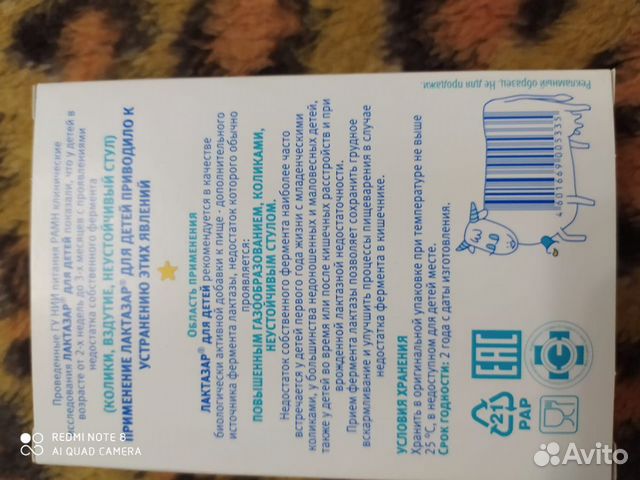 Проведенные ГУ НИИ питания РАМН клинические
исследования ЛАКТАЗАР® ДЛЯ ДЕТЕЙ показали, что у детей в
возрасте от 2-х недель до 3-х месяцев с проявлениями
недостатка собственного фермента
(КОЛИКИ, ВЗДУТИЕ, НЕУСТОЙЧИВЫЙ СТУЛ)
ПРИМЕНЕНИЕ ЛАКТАЗАР® ДЛЯ ДЕТЕЙ ПРИВОДИЛО К
УСТРАНЕНИЮ ЭТИХ ЯВЛЕНИЙ
ОБЛАСТЬ ПРИМЕНЕНИЯ
ЛАКТАЗАР® ДЛЯ ДЕТЕЙ рекомендуется в качестве
биологически активной добавки к пище - дополнительного
источника фермента лактазы, недостаток которого обычно
проявляется:
ПОВЫШЕННЫМ ГАЗООБРАЗОВАНИЕМ, КОЛИКАМИ,
НЕУСТОЙЧИВЫМ СТУЛОМ.
Недостаток собственного фермента наиболее часто
встречается у детей первого года жизни с младенческими
коликами, у большинства недоношенных и маловесных детей,
также у детей во время или после кишечных расстройств и при
врожденной лактазной недостаточности.
Прием фермента лактазы позволяет сохранить грудное
вскармливание и улучшить процессы пищеварения в случае
недостатка фермента в кишечнике.
УСЛОВИЯ ХРАНЕНИЯ
Хранить в оригинальной упаковке при температуре не выше
25 °C, в недоступном для детей месте.
СРОК ГОДНОСТИ: 2 года с даты изготовления.
21
PAP
EAC
4 601669 005335
Рекламный образец. Не для продажи.
REDMI NOTE 8
AI QUAD CAMERA
Avito